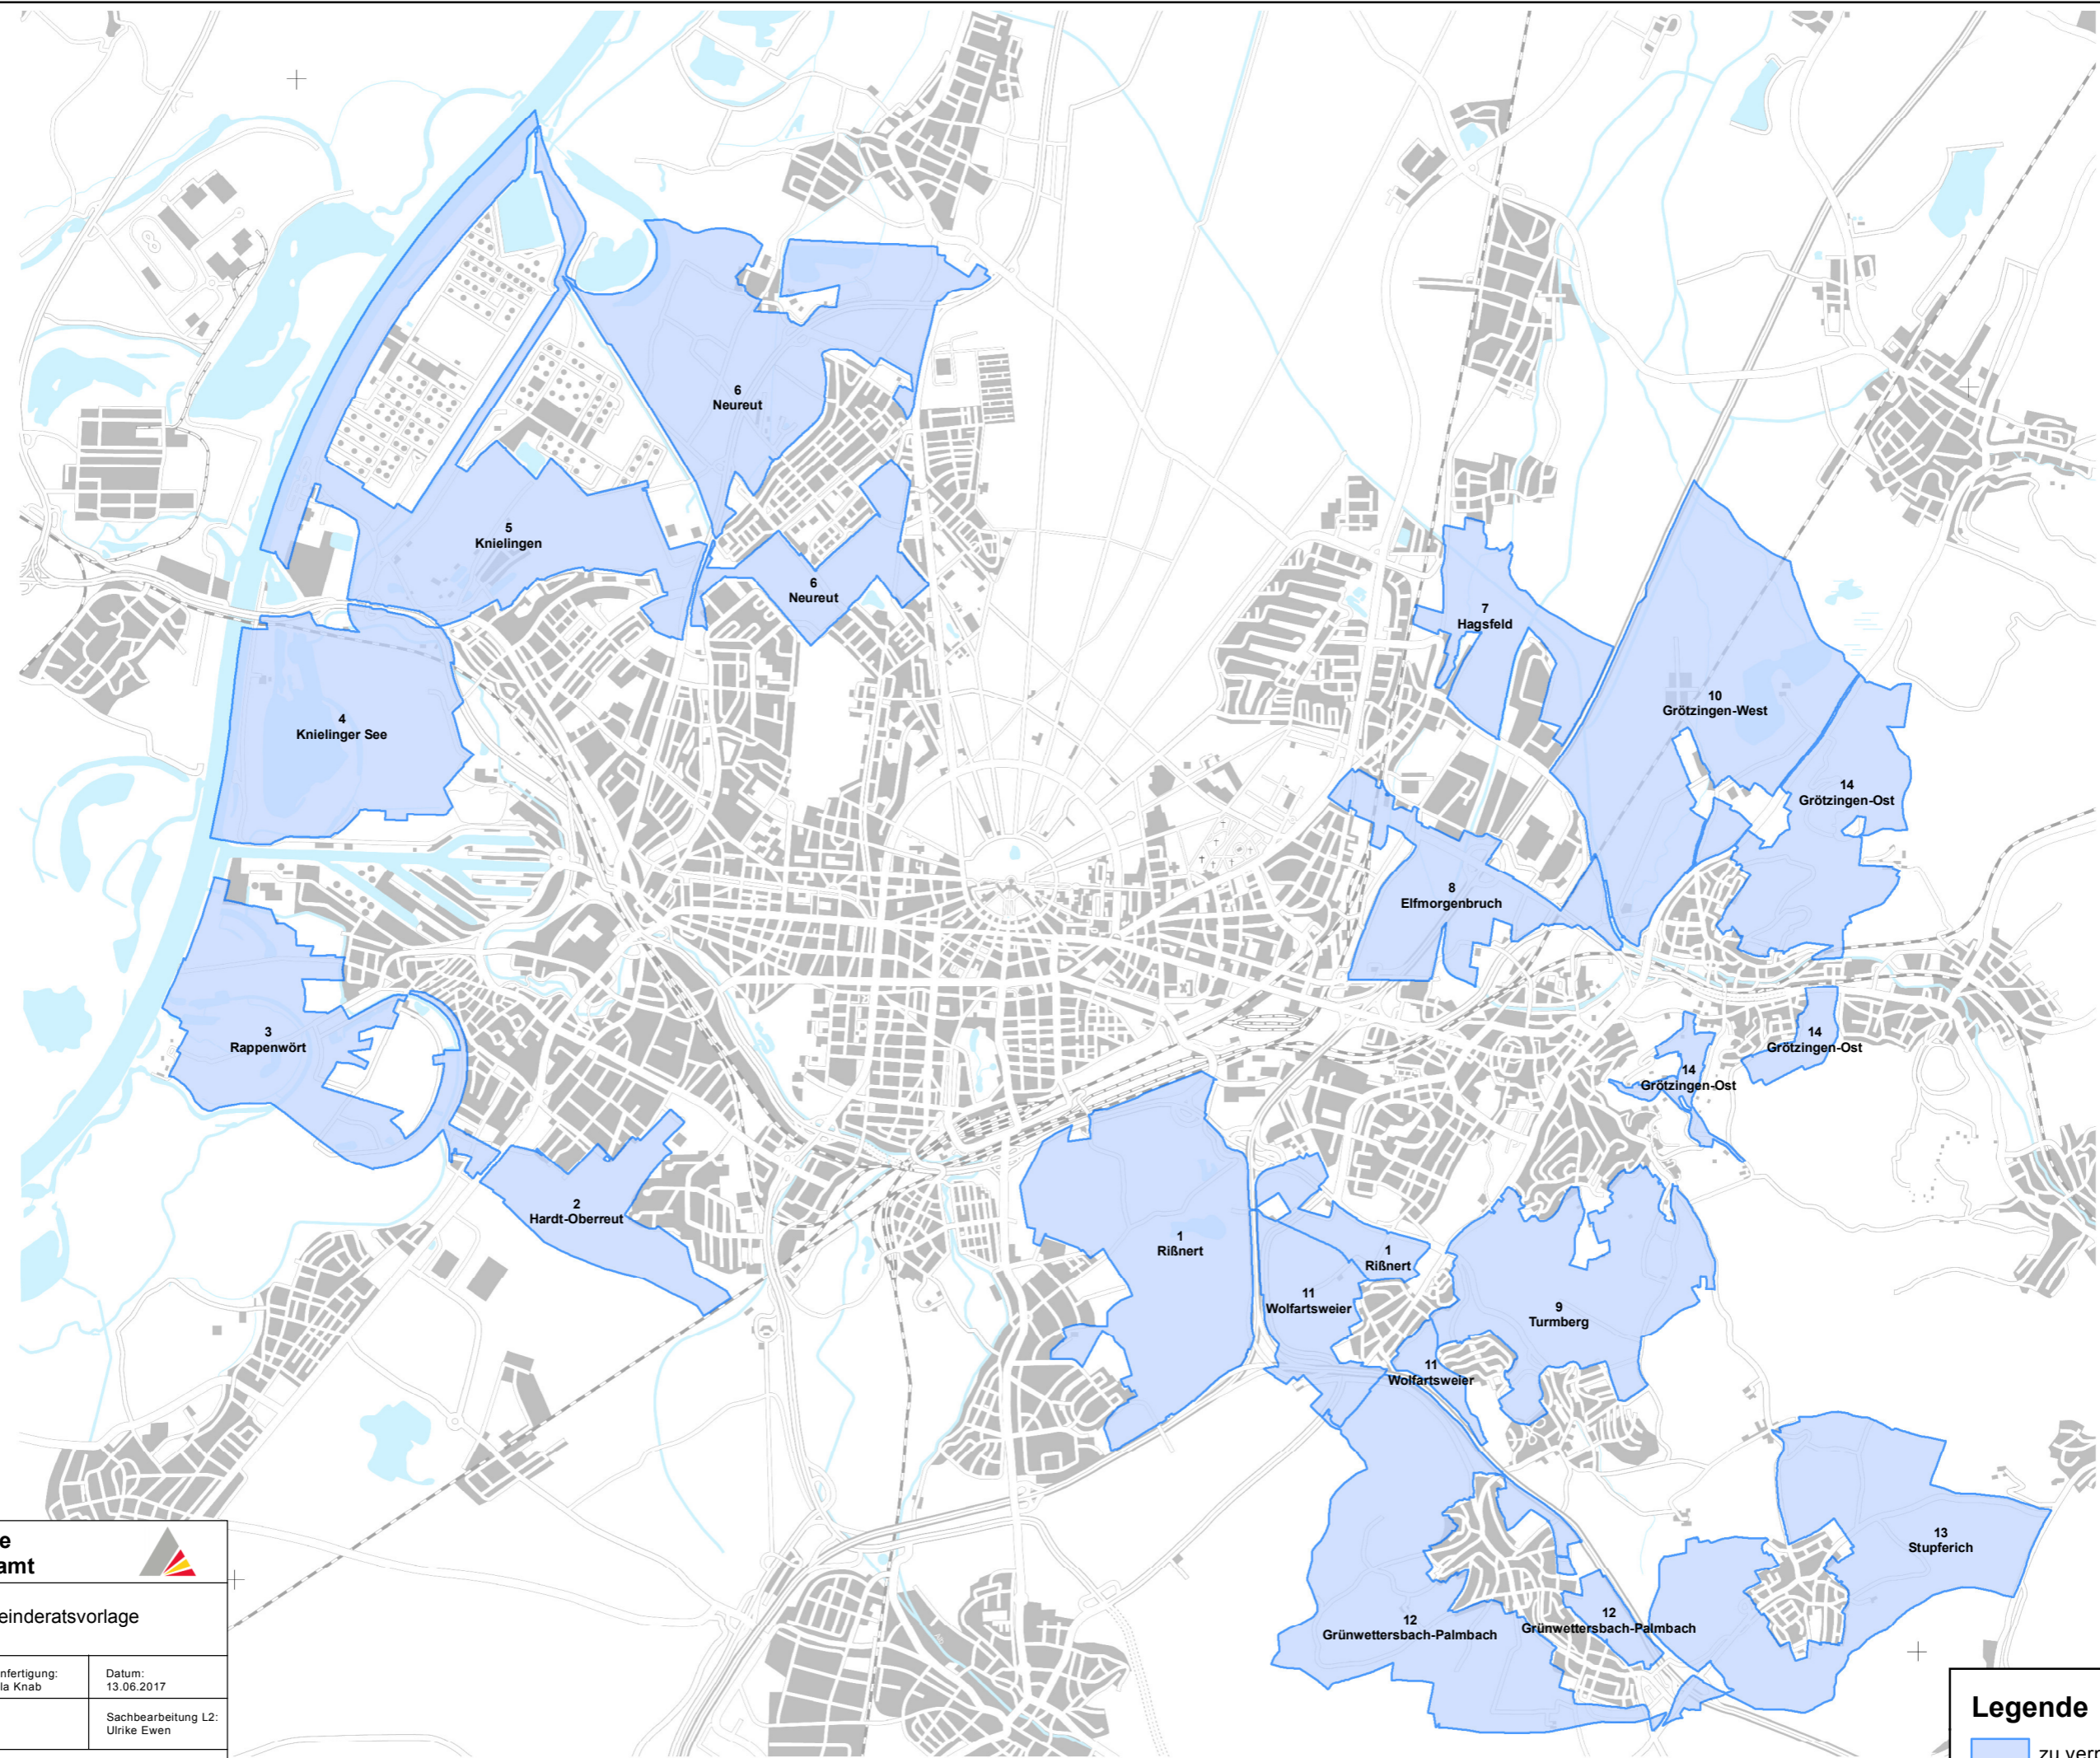 6
Neureut
5
Knielingen
6
Neureut
7
Hagsfeld
10
Grötzingen-West
4
Knielinger See
14
Grötzingen-Ost
8
Elfmorgenbruch
3
Rappenwört
14
Grötzingen-Ost
14
Grötzingen-Ost
2
Hardt-Oberreut
1
Rißnert
1
Rißnert
11
Wolfartsweier
9
Turmberg
11
Wolfartsweier
13
Stupferich
12
Grünwettersbach-Palmbach
12
Grünwettersbach-Palmbach
e
amt
einderatsvorlage
nfertigung:
la Knab
Datum:
13.06.2017
Sachbearbeitung L2:
Ulrike Ewen
Legende
zu